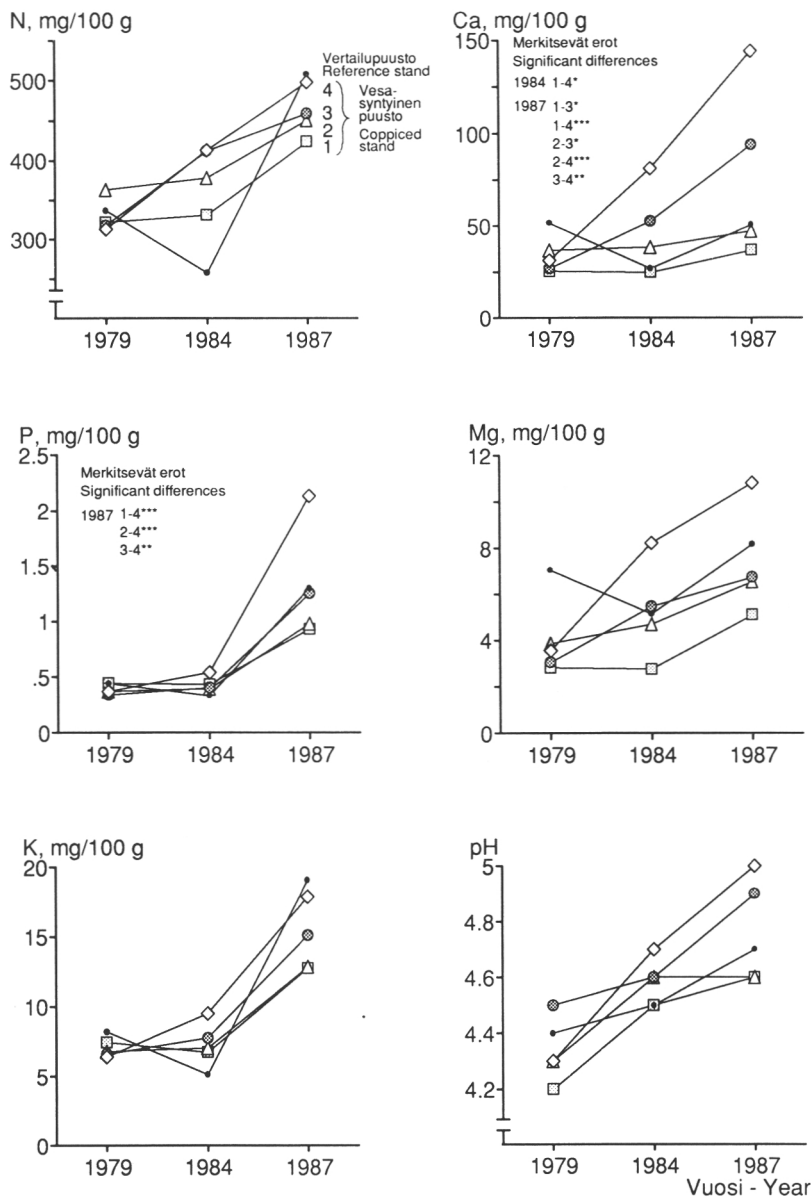 N, mg/100 g
500
400
300
1979 1984 1987
Vertailupuusto
Reference stand
4
3
2
1
Vesa-
syntyinen
puusto
Coppiced
stand
Ca, mg/100 g
150
100
50
25
0
1979 1984 1987
Merkitsevät erot
Significant differences
1984 1-4*
1987 1-3*
1-4***
2-3*
2-4***
3-4**
P, mg/100 g
2.5
2
1.5
1
.5
0
1979 1984 1987
Merkitsevät erot
Significant differences
1987 1-4***
2-4***
3-4**
Mg, mg/100 g
12
8
4
0
1979 1984 1987
K, mg/100 g
20
15
10
5
0
1979 1984 1987
pH
5
4.8
4.6
4.4
4.2
1979 1984 1987
Vuosi - Year